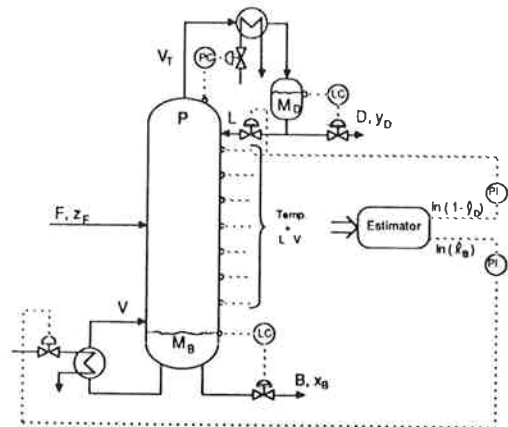 V_T
PC
M_D
LC
P
L
D, y_D
F, z_F
Temp.
+
L V
Estimator
ln(1-ŷ_D)
PI
ln(x̂_B)
PI
V
M_B
LC
B, x_B